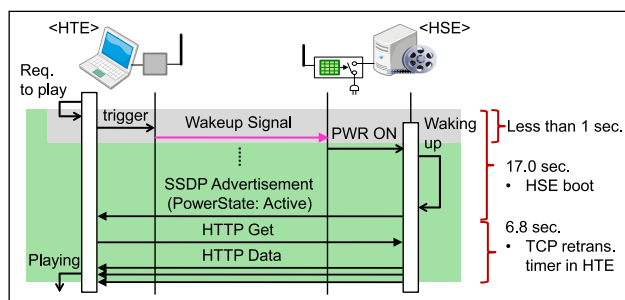 <HTE>
<HSE>
Req.
to play
trigger
Wakeup Signal
PWR ON
Waking
up
Less than 1 sec.
17.0 sec.
• HSE boot
SSDP Advertisement
(PowerState: Active)
HTTP Get
HTTP Data
6.8 sec.
• TCP retrans.
timer in HTE
Playing